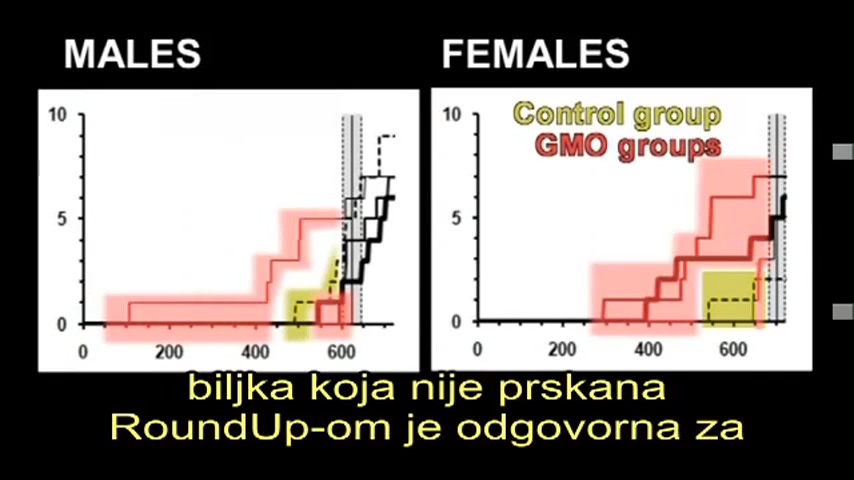 MALES
FEMALES
10
5
0
0
200
400
600
10
5
0
0
200
400
600
Control group
GMO groups
biljka koja nije prskana
RoundUp-om je odgovorna za